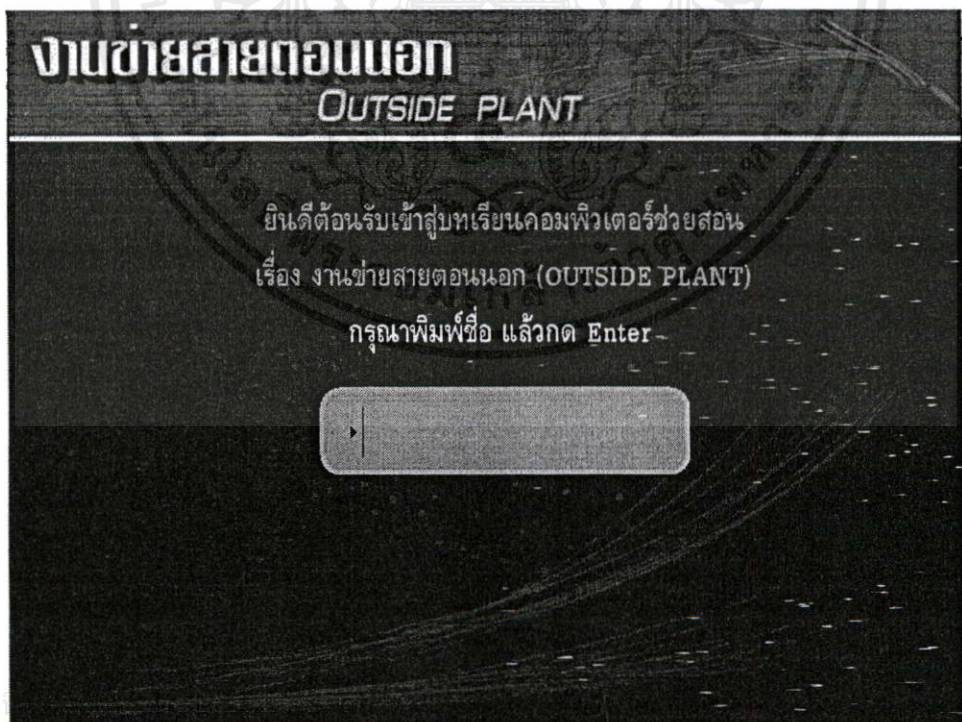 งานข่ายสายตอนนอก
OUTSIDE PLANT
ยินดีต้อนรับเข้าสู่บทเรียนคอมพิวเตอร์ช่วยสอน
เรื่อง งานข่ายสายตอนนอก (OUTSIDE PLANT)
กรุณาพิมพ์ชื่อ แล้วกด Enter